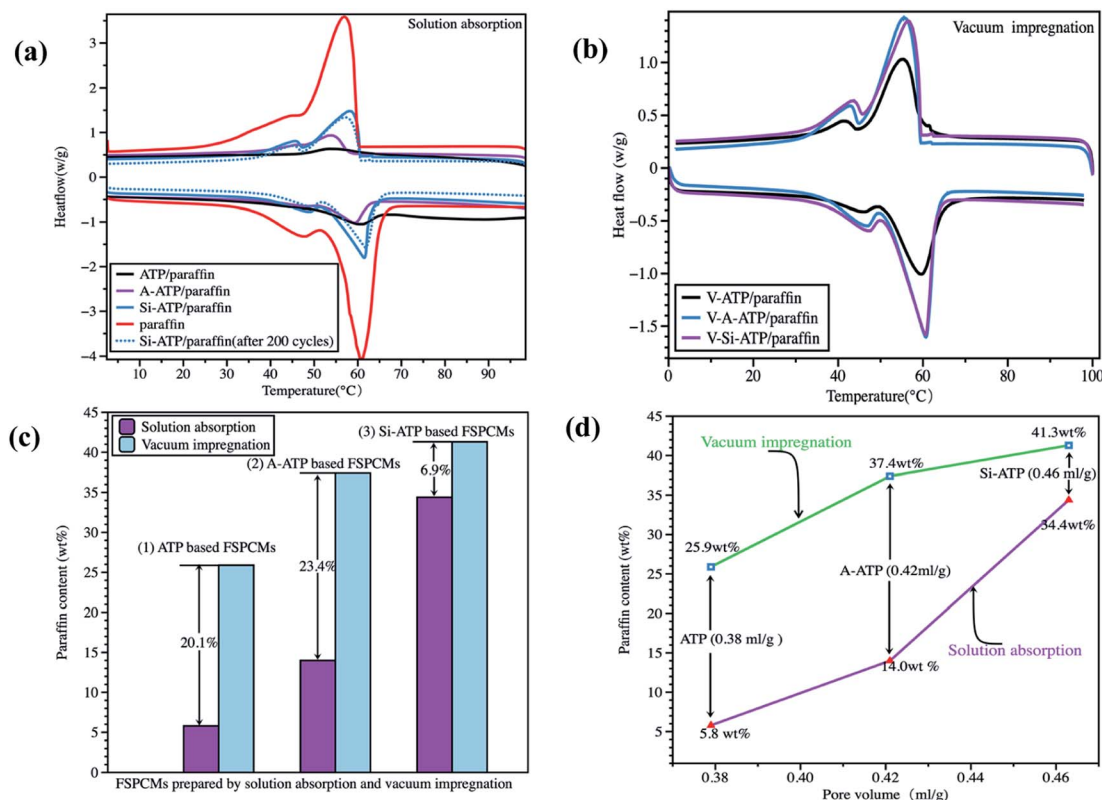 (a)
Solution absorption
Heatflow(w/g)
3
2
1
0
−1
−2
−3
−4
ATP/paraffin
A-ATP/paraffin
Si-ATP/paraffin
paraffin
Si-ATP/paraffin(after 200 cycles)
10 20 30 40 50 60 70 80 90
Temperature(°C)
(b)
Vacuum impregnation
Heat flow (w/g)
1.0
0.5
0
−0.5
−1.0
−1.5
V-ATP/paraffin
V-A-ATP/paraffin
V-Si-ATP/paraffin
0 20 40 60 80 100
Temperature(°C)
(c)
Paraffin content (wt%)
45
40
35
30
25
20
15
10
5
0
Solution absorption
Vacuum impregnation
(3) Si-ATP based FSPCMs
6.9%
(2) A-ATP based FSPCMs
23.4%
(1) ATP based FSPCMs
20.1%
FSPCMs prepared by solution absorption and vacuum impregnation
(d)
Paraffin content (wt%)
45
40
35
30
25
20
15
10
5
0
Vacuum impregnation
41.3wt%
37.4wt%
Si-ATP (0.46 ml/g)
34.4wt%
25.9wt%
A-ATP (0.42ml/g)
ATP (0.38 ml/g )
Solution absorption
14.0wt %
5.8 wt%
0.38 0.40 0.42 0.44 0.46
Pore volume (ml/g)